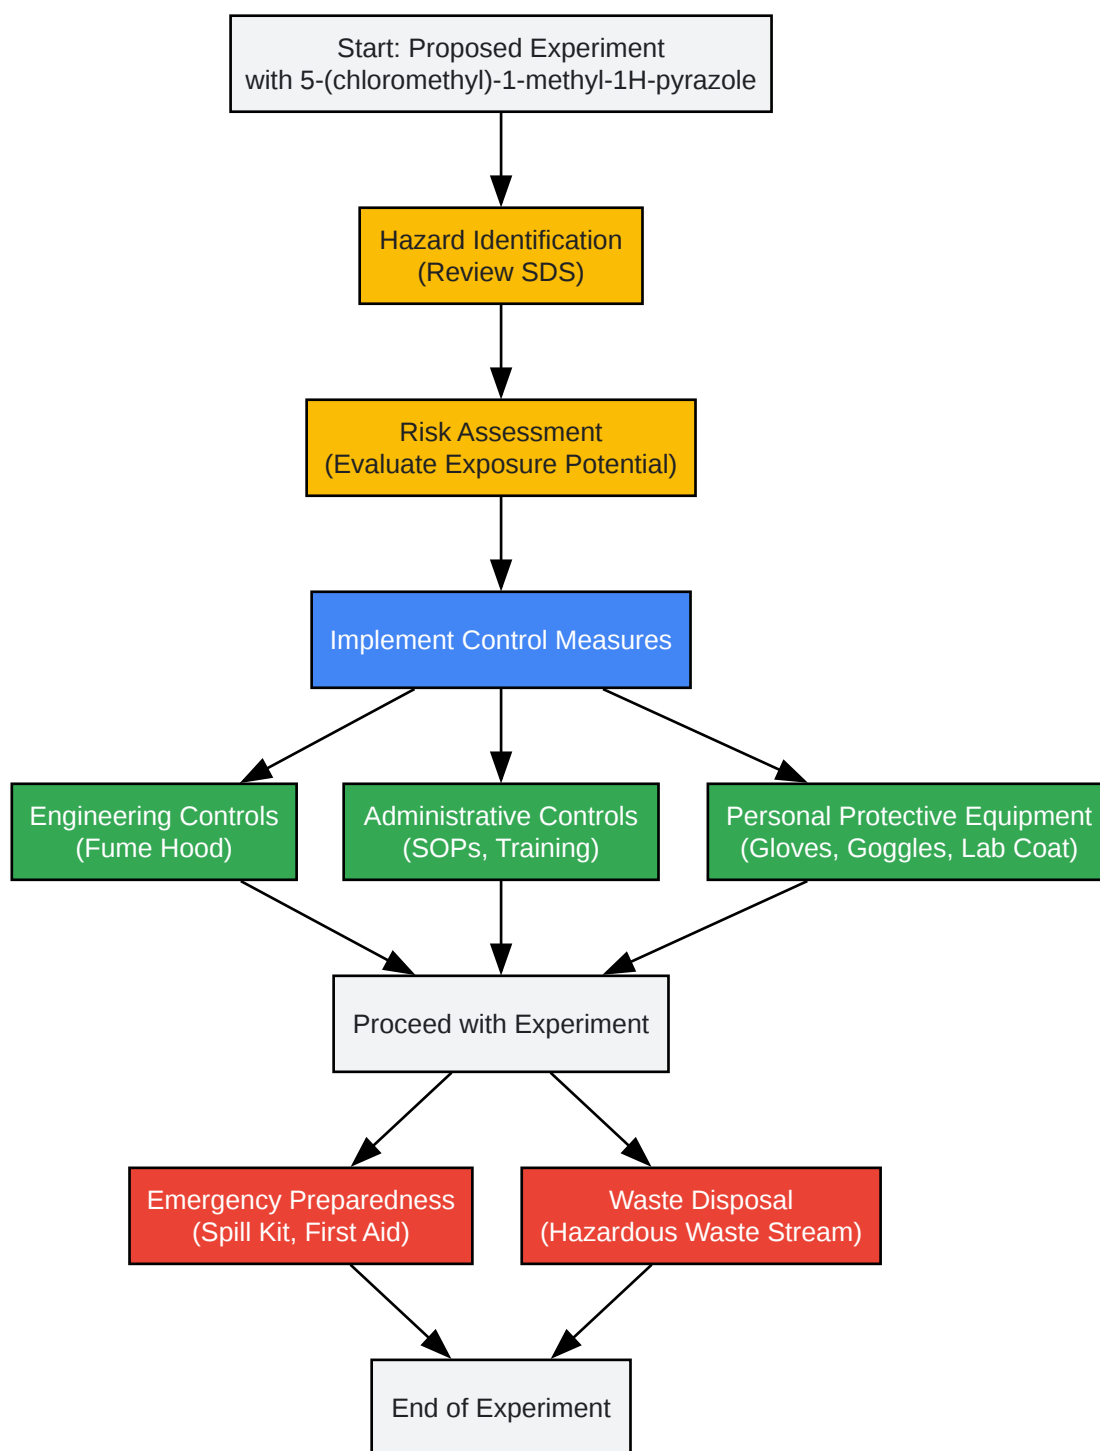 Start: Proposed Experiment
with 5-(chloromethyl)-1-methyl-1H-pyrazole
Hazard Identification
(Review SDS)
Risk Assessment
(Evaluate Exposure Potential)
Implement Control Measures
Engineering Controls
(Fume Hood)
Administrative Controls
(SOPs, Training)
Personal Protective Equipment
(Gloves, Goggles, Lab Coat)
Proceed with Experiment
Emergency Preparedness
(Spill Kit, First Aid)
Waste Disposal
(Hazardous Waste Stream)
End of Experiment